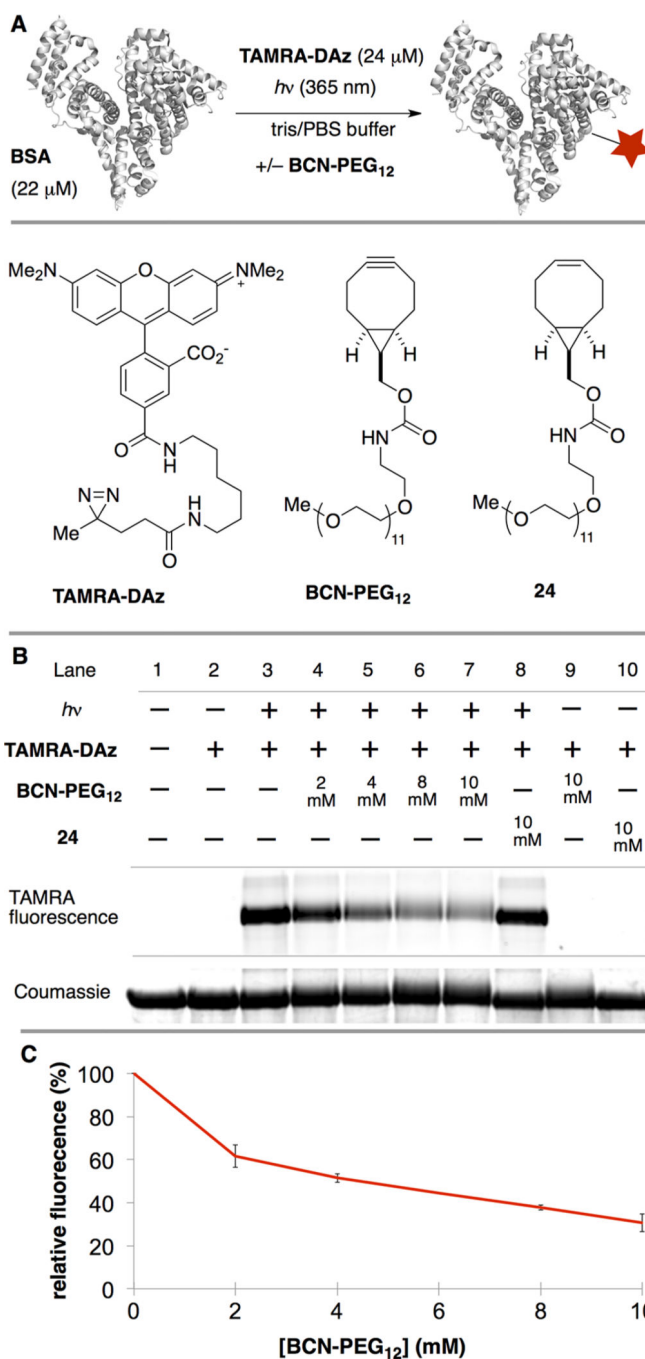 A
TAMRA-DAz (24 μM)
hν (365 nm)
tris/PBS buffer
+/– BCN-PEG12
BSA
(22 μM)
Me2N O NMe2
+
CO2-
O N
H
N=N
Me
O
H
N
H H
O
HN O
O
Me O
11
TAMRA-DAz
BCN-PEG12
H H
O
HN O
O
Me O
11
24
B Lane 1 2 3 4 5 6 7 8 9 10
hν – – + + + + + + – –
TAMRA-DAz – + + + + + + + + +
BCN-PEG12 – – – 2 mM 4 mM 8 mM 10 mM – 10 mM –
24 – – – – – – – 10 mM – 10 mM
TAMRA
fluorescence
Coumassie
C
relative fluorecence (%)
100
80
60
40
20
0
0 2 4 6 8 10
[BCN-PEG12] (mM)